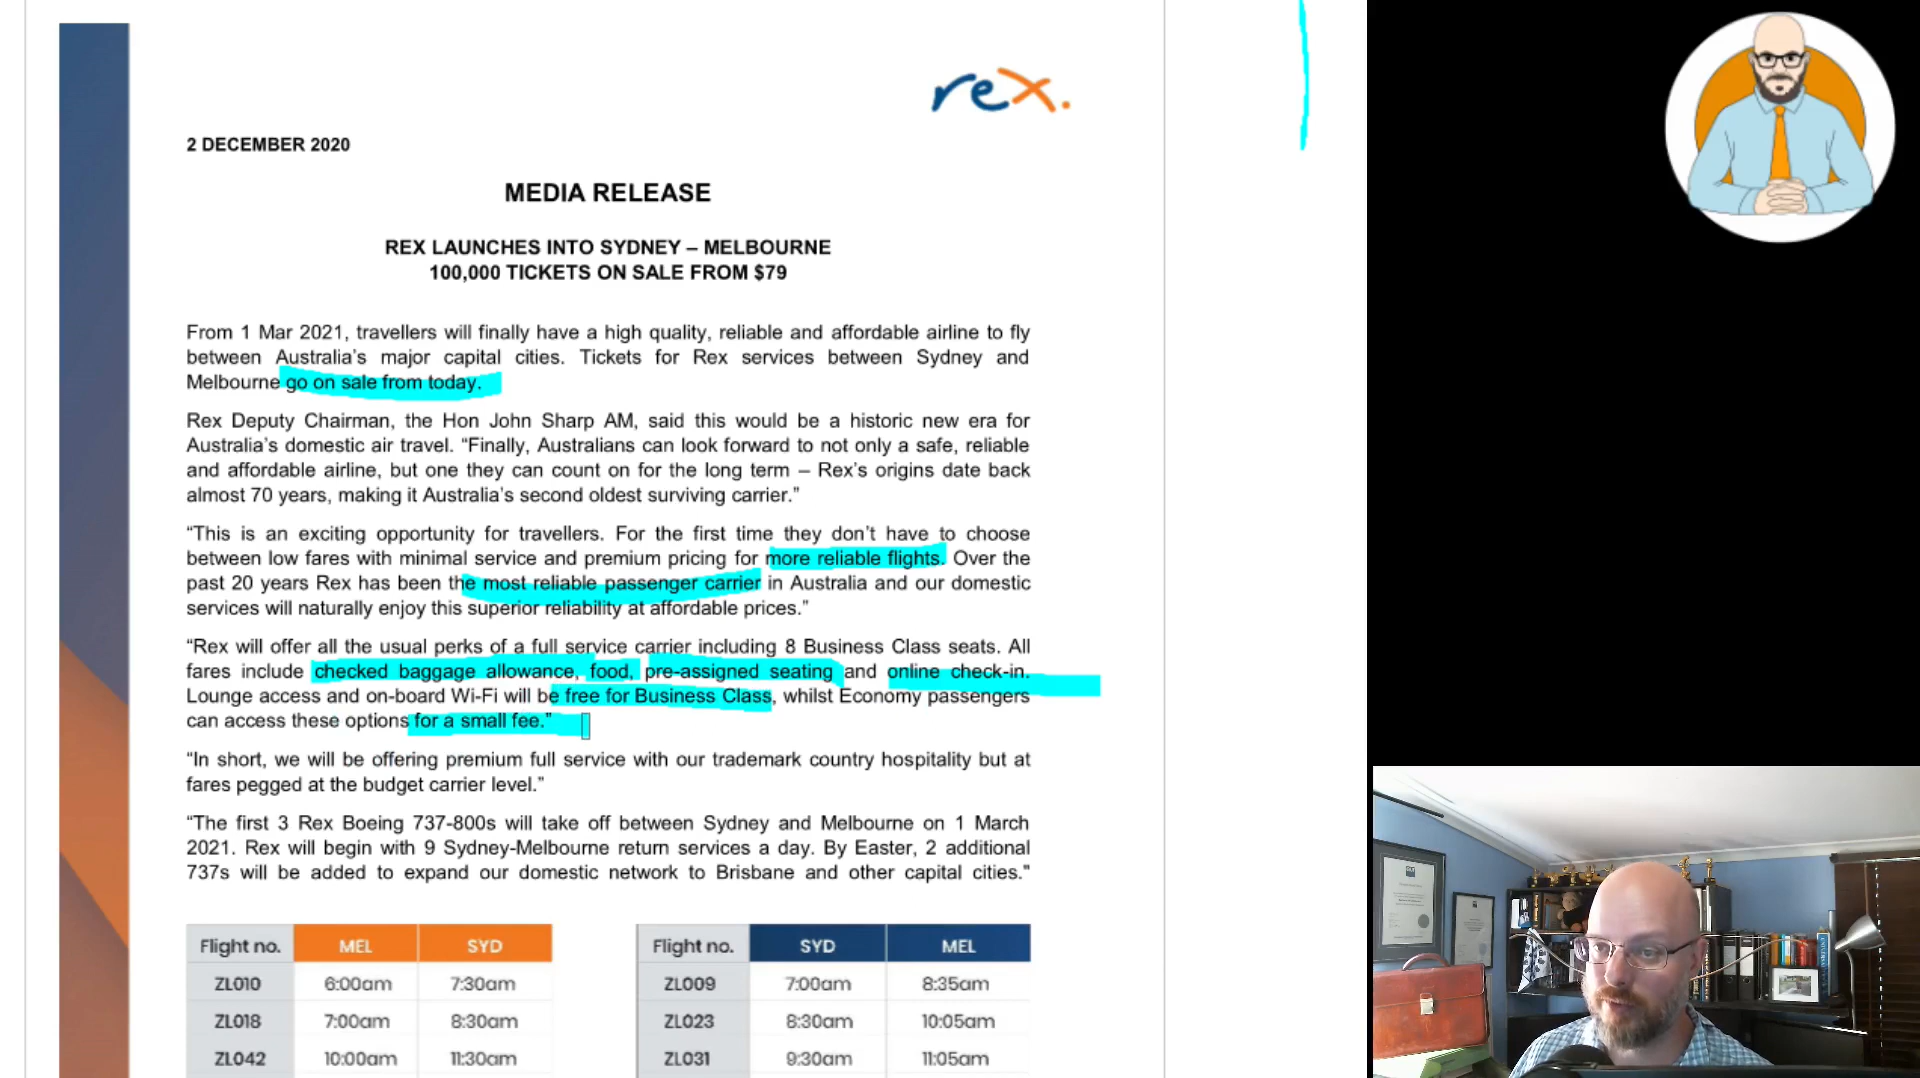 rex.
2 DECEMBER 2020
MEDIA RELEASE
REX LAUNCHES INTO SYDNEY – MELBOURNE
100,000 TICKETS ON SALE FROM $79
From 1 Mar 2021, travellers will finally have a high quality, reliable and affordable airline to fly
between Australia’s major capital cities. Tickets for Rex services between Sydney and
Melbourne go on sale from today.
Rex Deputy Chairman, the Hon John Sharp AM, said this would be a historic new era for
Australia’s domestic air travel. “Finally, Australians can look forward to not only a safe, reliable
and affordable airline, but one they can count on for the long term – Rex’s origins date back
almost 70 years, making it Australia’s second oldest surviving carrier.”
“This is an exciting opportunity for travellers. For the first time they don’t have to choose
between low fares with minimal service and premium pricing for more reliable flights. Over the
past 20 years Rex has been the most reliable passenger carrier in Australia and our domestic
services will naturally enjoy this superior reliability at affordable prices.”
“Rex will offer all the usual perks of a full service carrier including 8 Business Class seats. All
fares include checked baggage allowance, food, pre-assigned seating and online check-in.
Lounge access and on-board Wi-Fi will be free for Business Class, whilst Economy passengers
can access these options for a small fee.”
“In short, we will be offering premium full service with our trademark country hospitality but at
fares pegged at the budget carrier level.”
“The first 3 Rex Boeing 737-800s will take off between Sydney and Melbourne on 1 March
2021. Rex will begin with 9 Sydney-Melbourne return services a day. By Easter, 2 additional
737s will be added to expand our domestic network to Brisbane and other capital cities.”
Flight no. MEL SYD
ZL010 6:00am 7:30am
ZL018 7:00am 8:30am
ZL042 10:00am 11:30am
Flight no. SYD MEL
ZL009 7:00am 8:35am
ZL023 8:30am 10:05am
ZL031 9:30am 11:05am